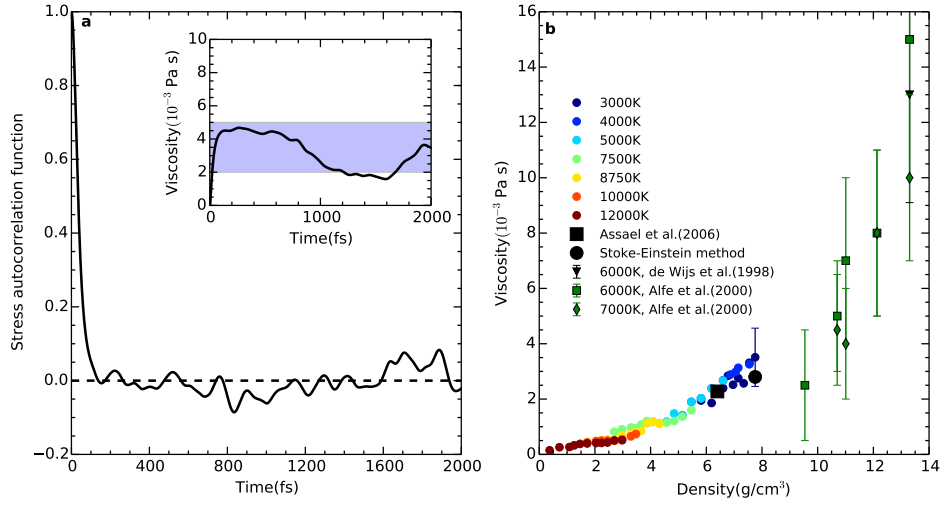 a
1.0
0.8
0.6
0.4
0.2
0.0
−0.2
Stress autocorrelation function
0 400 800 1200 1600 2000
Time(fs)
10
8
6
4
2
0
Viscosity(10⁻³ Pa s)
0 1000 2000
Time(fs)
b
16
14
12
10
8
6
4
2
0
Viscosity(10⁻³ Pa s)
3000K
4000K
5000K
7500K
8750K
10000K
12000K
Assael et al.(2006)
Stoke-Einstein method
6000K, de Wijs et al.(1998)
6000K, Alfe et al.(2000)
7000K, Alfe et al.(2000)
0 2 4 6 8 10 12 14
Density(g/cm³)